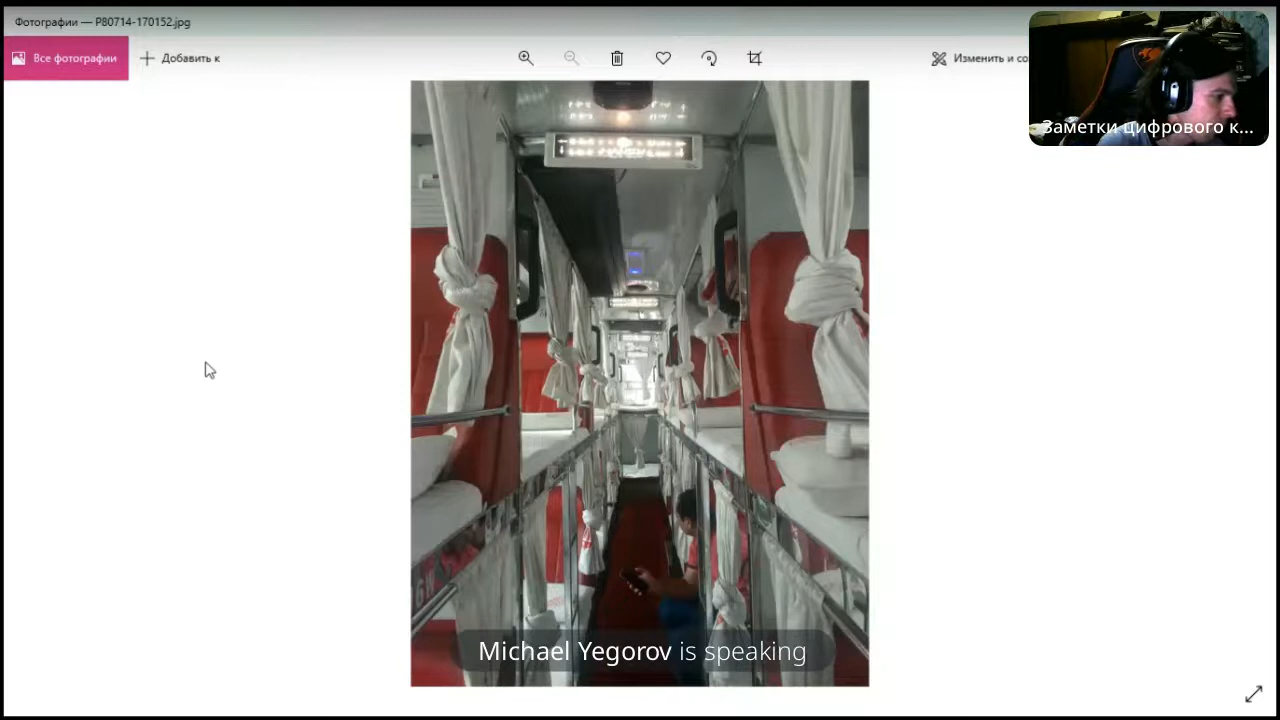 Фотографии — P80714-170152.jpg
Все фотографии
Добавить к
Изменить и со
Заметки цифрового к...
Michael Yegorov is speaking